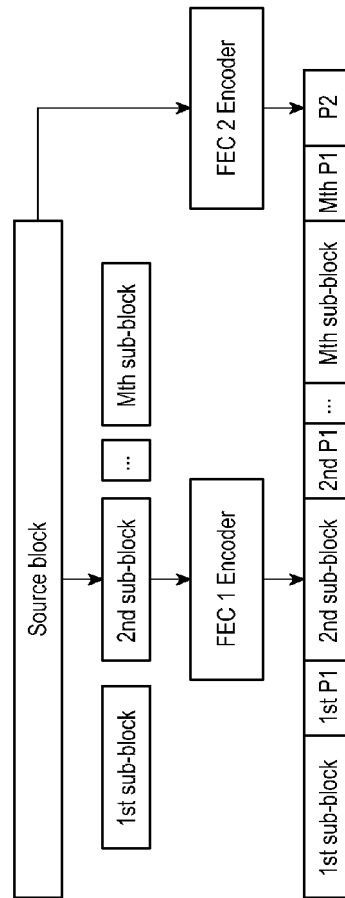 Source block
1st sub-block
2nd sub-block
...
Mth sub-block
FEC 1 Encoder
FEC 2 Encoder
1st sub-block
1st P1
2nd sub-block
2nd P1
...
Mth sub-block
Mth P1
P2